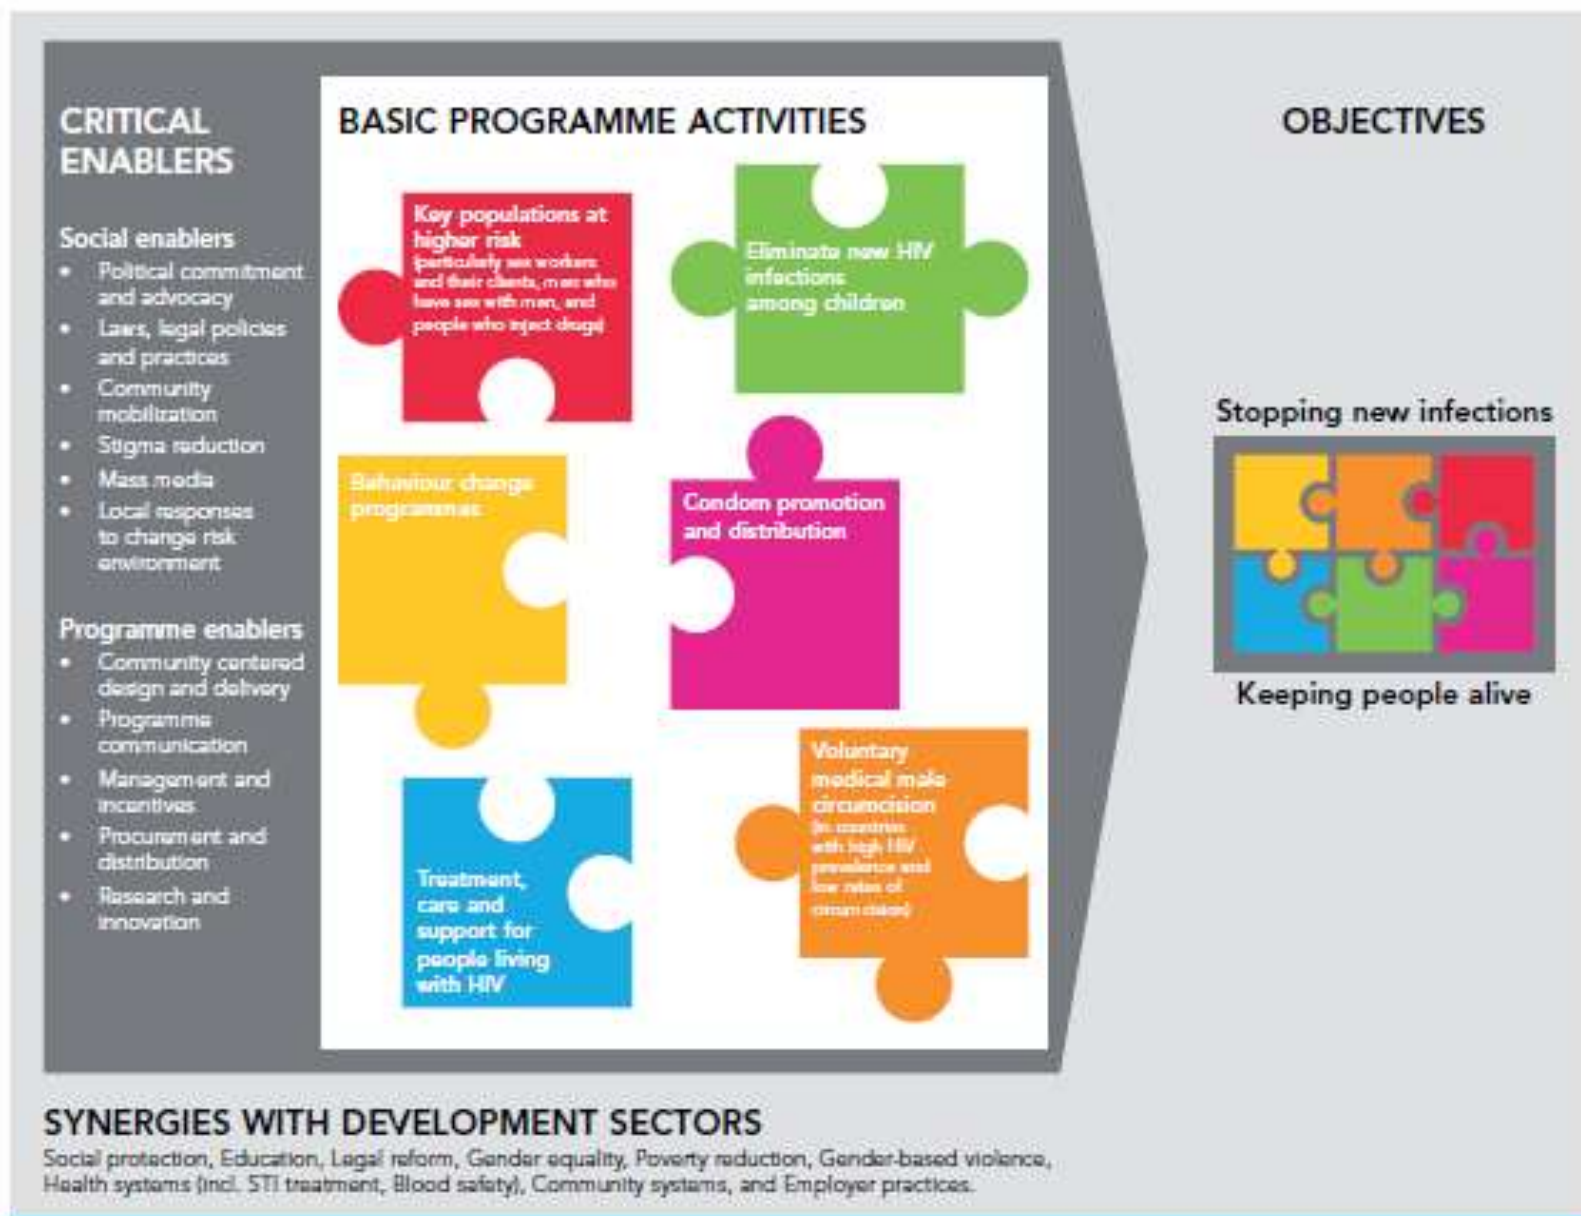 CRITICAL
ENABLERS
Social enablers
• Political commitment
and advocacy
• Laws, legal policies
and practices
• Community
mobilization
• Stigma reduction
• Mass media
• Local responses
to change risk
environment
Programme enablers
• Community centered
design and delivery
• Programme
communication
• Management and
incentives
• Procurement and
distribution
• Research and
innovation
BASIC PROGRAMME ACTIVITIES
Key populations at
higher risk
(particularly sex workers
and their clients, men who
have sex with men, and
people who inject drugs)
Eliminate new HIV
infections
among children
Behaviour change
programmes
Condom promotion
and distribution
Treatment,
care and
support for
people living
with HIV
Voluntary
medical male
circumcision
(in countries
with high HIV
prevalence and
low rates of
circumcision)
OBJECTIVES
Stopping new infections
Keeping people alive
SYNERGIES WITH DEVELOPMENT SECTORS
Social protection, Education, Legal reform, Gender equality, Poverty reduction, Gender-based violence,
Health systems (incl. STI treatment, Blood safety), Community systems, and Employer practices.